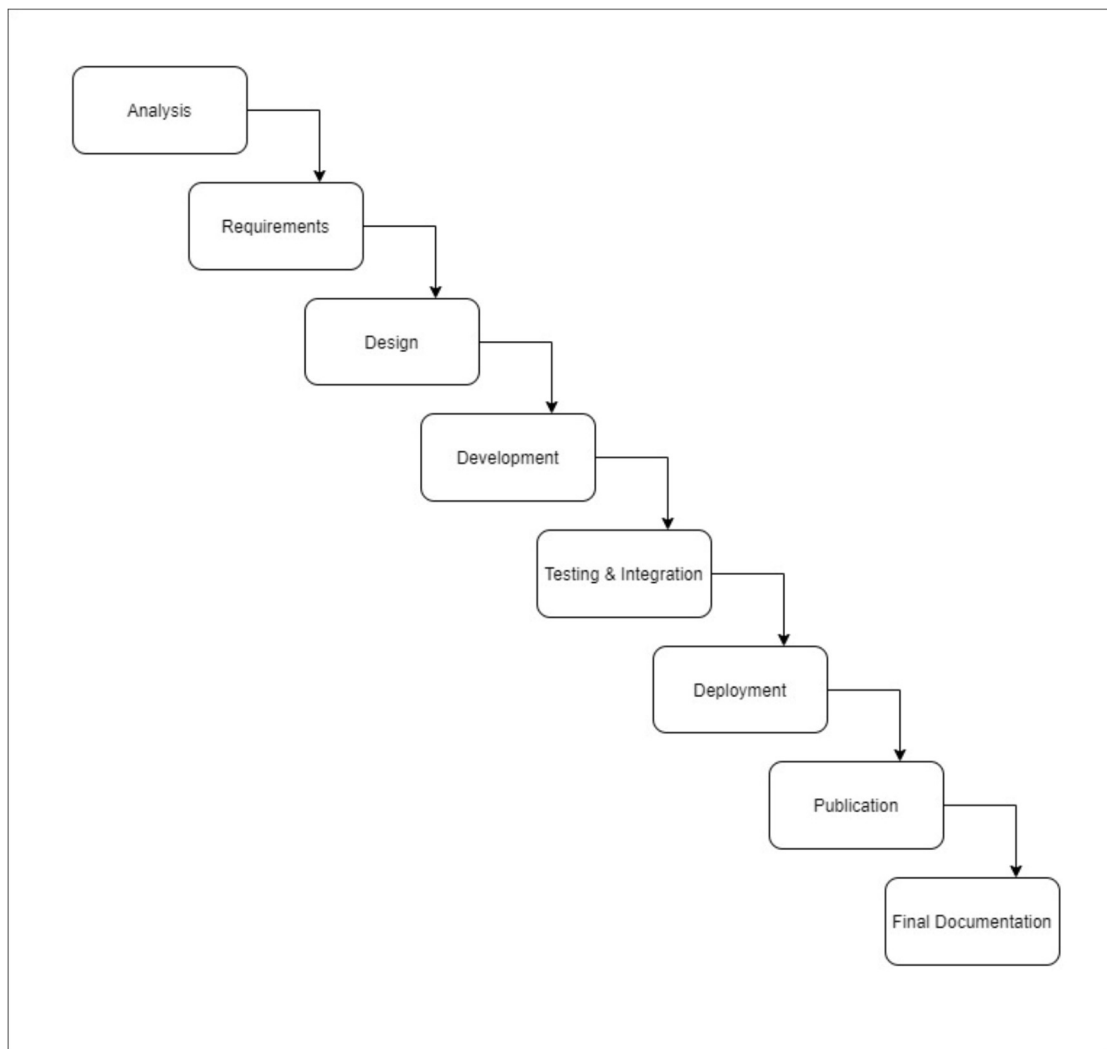 Analysis
Requirements
Design
Development
Testing & Integration
Deployment
Publication
Final Documentation